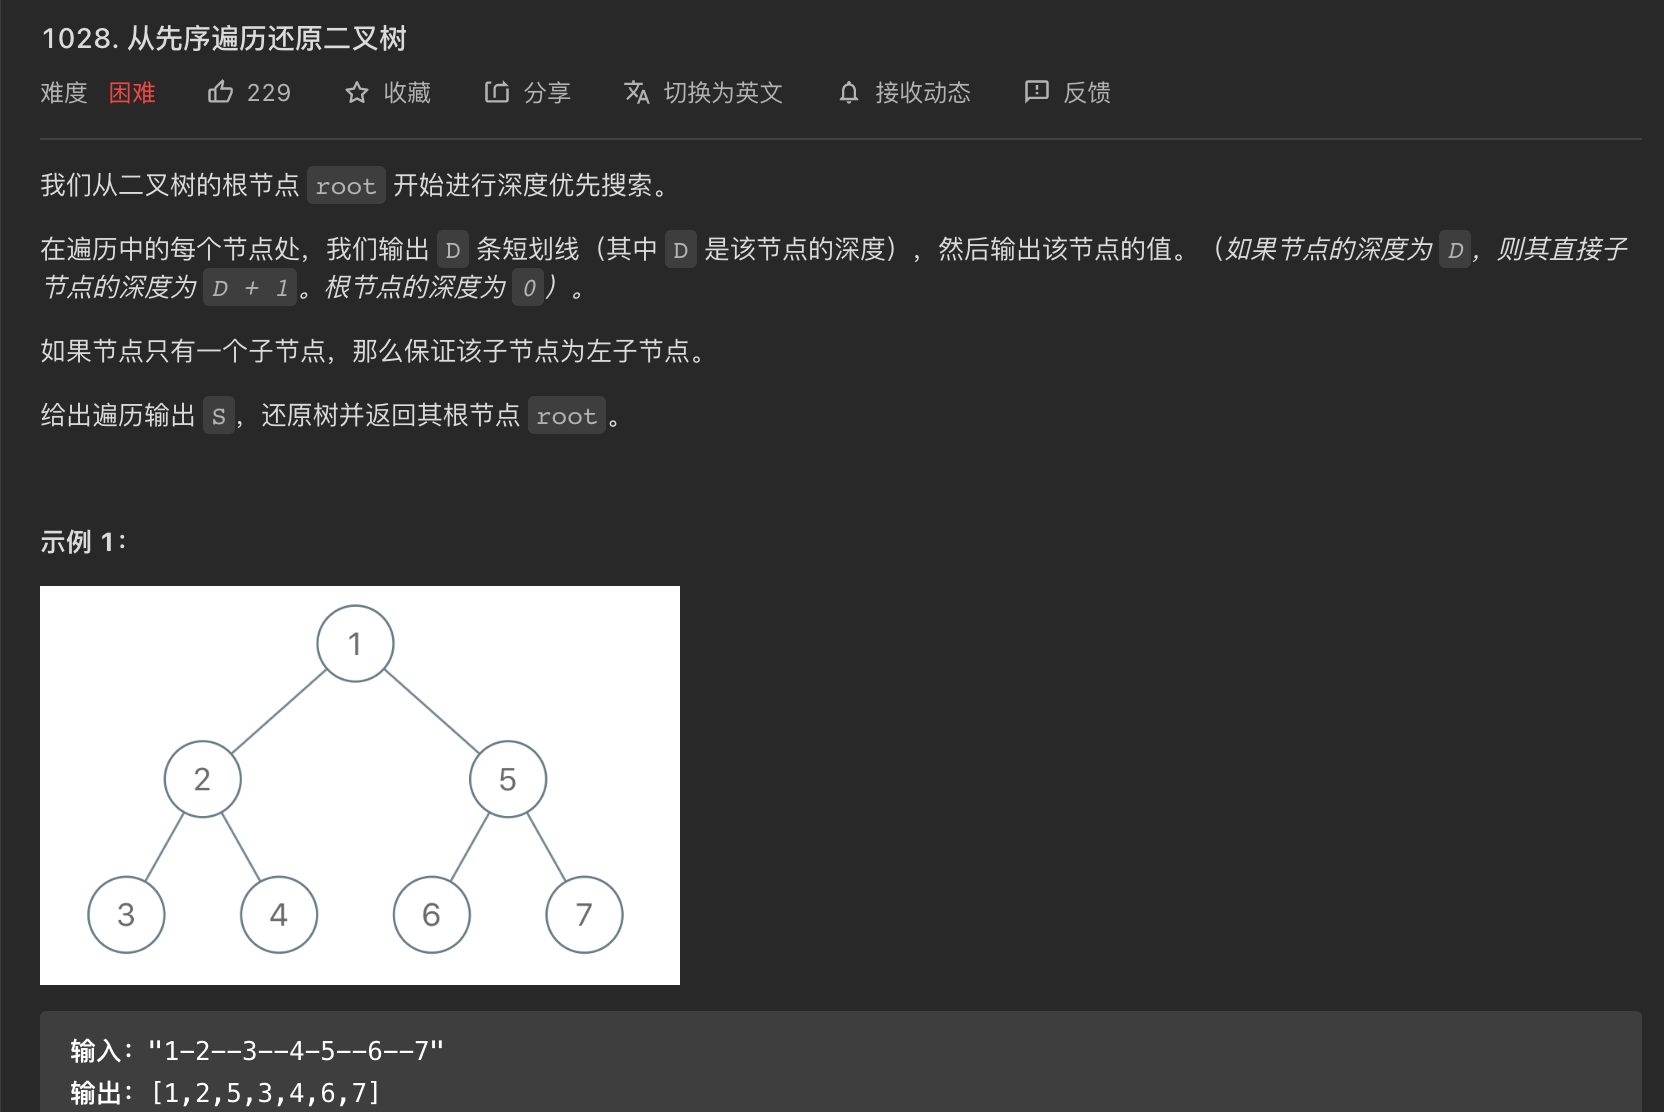 1028. 从先序遍历还原二叉树
难度 困难 229 收藏 分享 切换为英文 接收动态 反馈
我们从二叉树的根节点 root 开始进行深度优先搜索。
在遍历中的每个节点处，我们输出 D 条短划线（其中 D 是该节点的深度），然后输出该节点的值。（如果节点的深度为 D，则其直接子
节点的深度为 D + 1。根节点的深度为 0）。
如果节点只有一个子节点，那么保证该子节点为左子节点。
给出遍历输出 S，还原树并返回其根节点 root。
示例 1：
1
2 5
3 4 6 7
输入："1-2--3--4-5--6--7"
输出：[1,2,5,3,4,6,7]